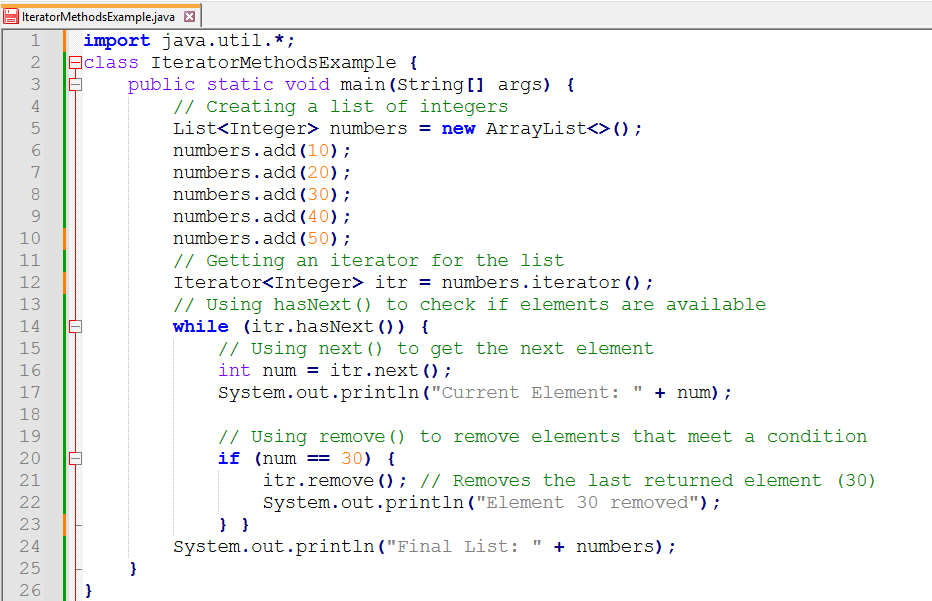 IteratorMethodsExample.java
1 import java.util.*;
2 class IteratorMethodsExample {
3     public static void main(String[] args) {
4         // Creating a list of integers
5         List<Integer> numbers = new ArrayList<>();
6         numbers.add(10);
7         numbers.add(20);
8         numbers.add(30);
9         numbers.add(40);
10         numbers.add(50);
11         // Getting an iterator for the list
12         Iterator<Integer> itr = numbers.iterator();
13         // Using hasNext() to check if elements are available
14         while (itr.hasNext()) {
15             // Using next() to get the next element
16             int num = itr.next();
17             System.out.println("Current Element: " + num);
18
19             // Using remove() to remove elements that meet a condition
20             if (num == 30) {
21                 itr.remove(); // Removes the last returned element (30)
22                 System.out.println("Element 30 removed");
23             } }
24         System.out.println("Final List: " + numbers);
25     }
26 }